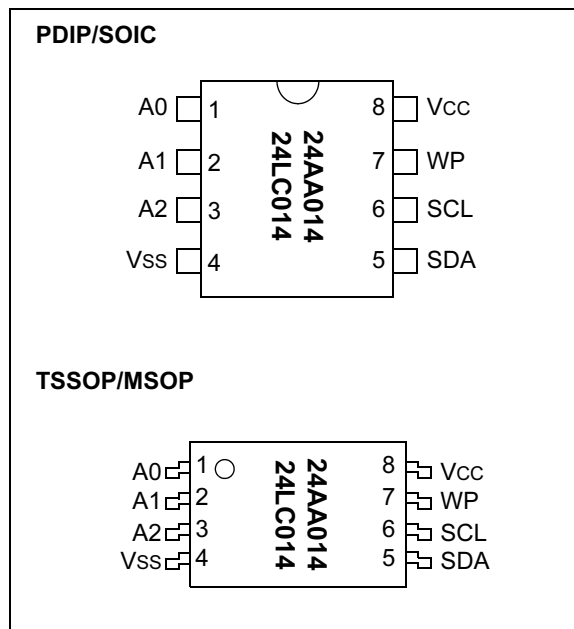 PDIP/SOIC
A0 1 8 VCC
A1 2 7 WP
A2 3 6 SCL
VSS 4 5 SDA
24AA014
24LC014
TSSOP/MSOP
A0 1 8 VCC
A1 2 7 WP
A2 3 6 SCL
VSS 4 5 SDA
24AA014
24LC014